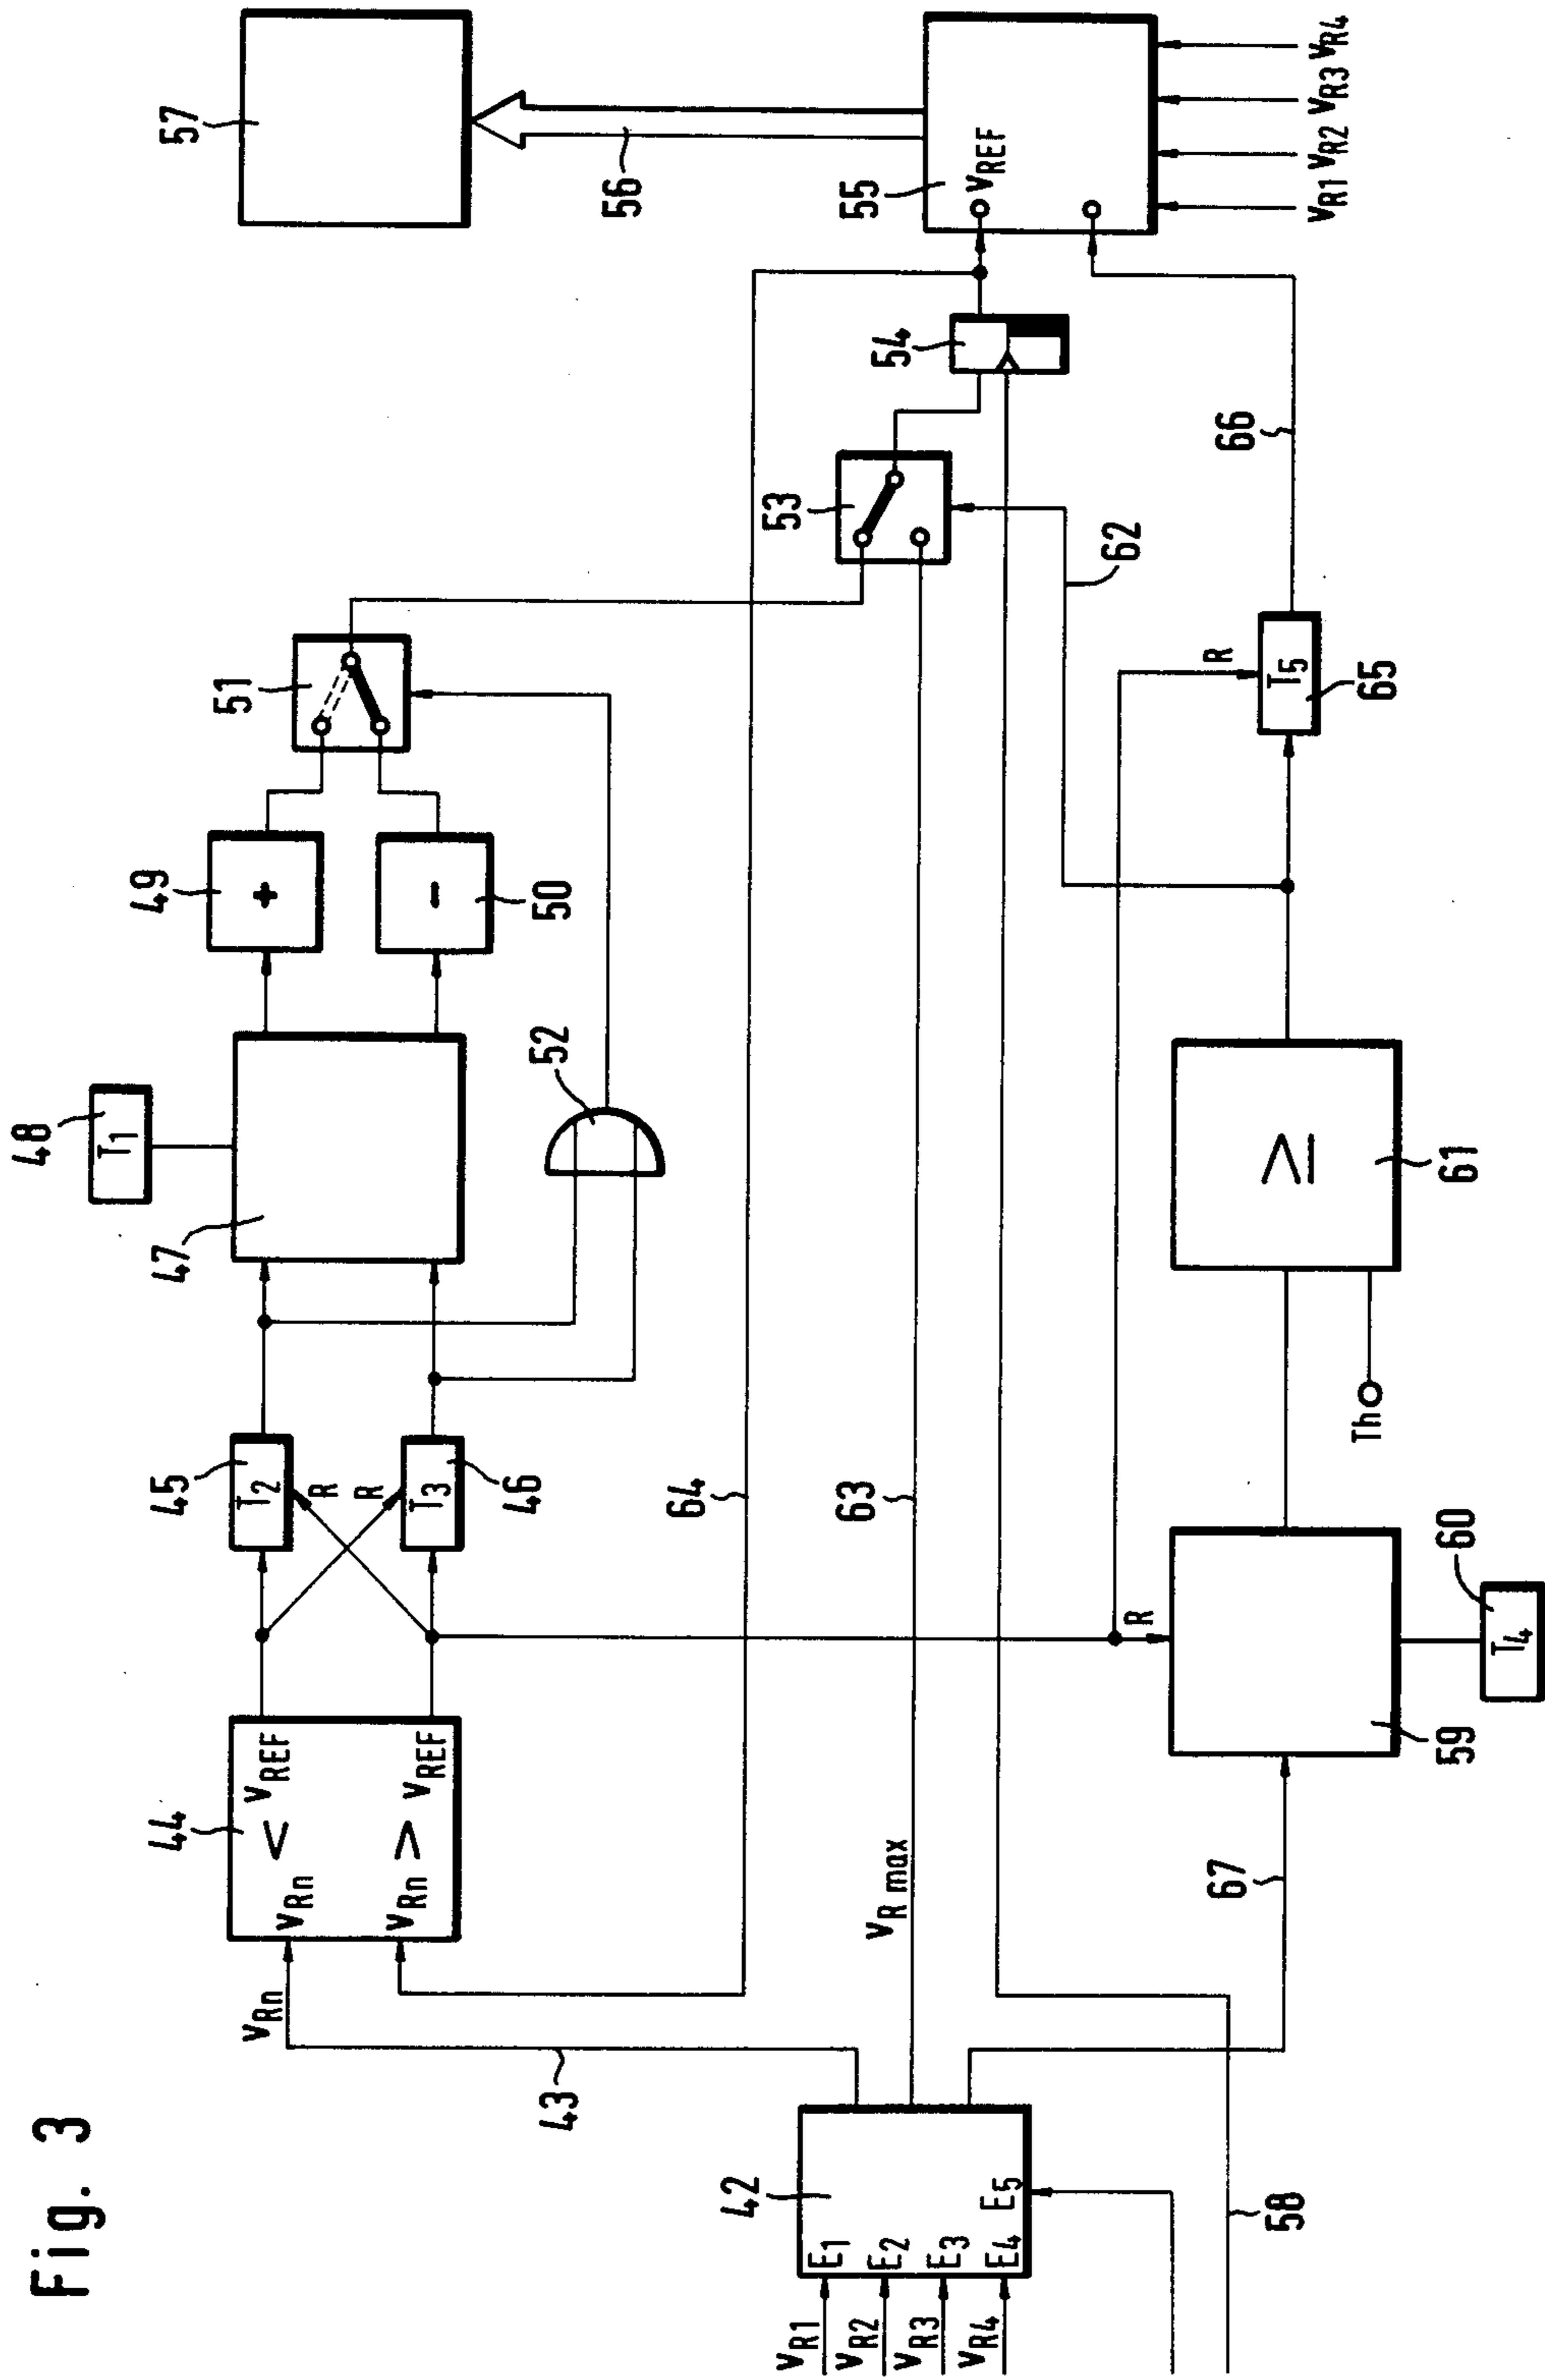 Fig. 3
VR1
VR2
VR3
VR4
E1
E2
E3
E4
E5
42
58
43
VRn
VR max
67
44
VRn < VREF
VRn > VREF
59
T4
60
R
45
T2
R
R
T3
46
64
63
Th
47
48
T1
52
≥
61
49
+
-
50
51
53
62
R
T5
65
66
54
55
VREF
VR1 VR2 VR3 VR4
56
57